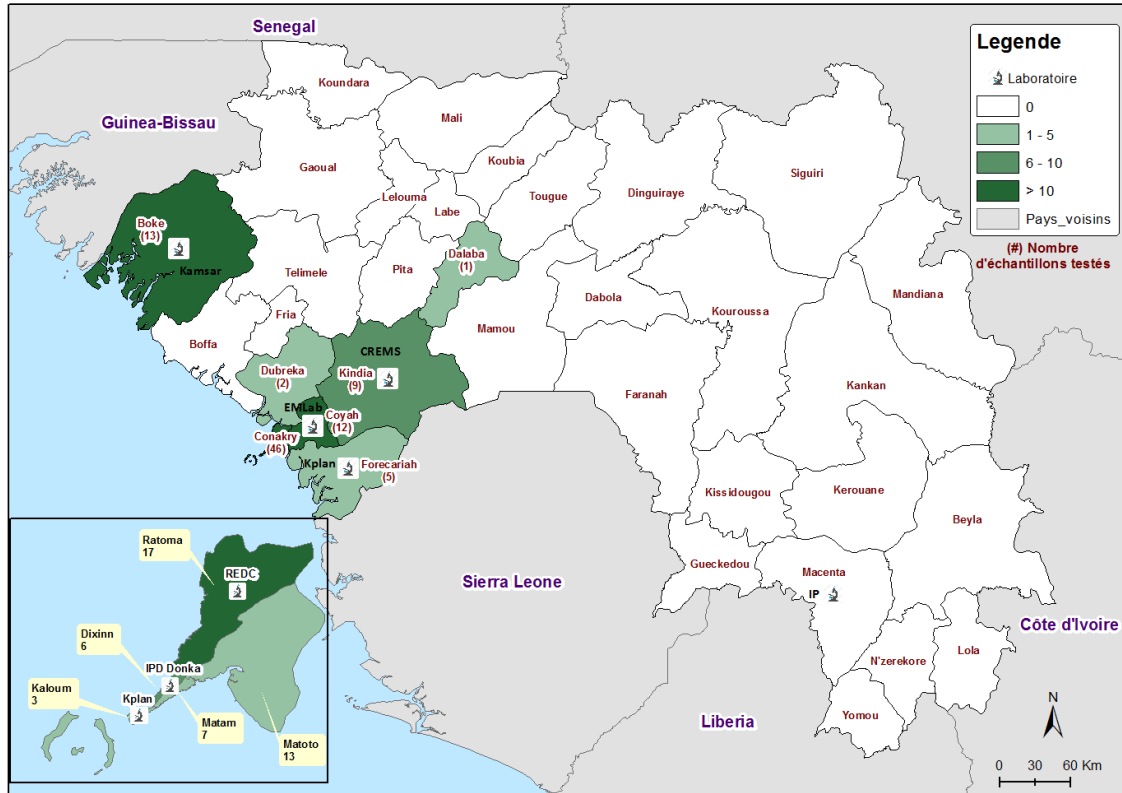 Senegal
Guinea-Bissau
Koundara
Mali
Gaoual
Koubia
Lelouma
Tougue
Labe
Dinguiraye
Siguiri
Boke
(13)
Kamsar
Telimele
Pita
Dalaba
(1)
Fria
Boffa
Mamou
Dabola
Kouroussa
Mandiana
CREMS
Dubreka
(2)
Kindia
(9)
EMLab
Coyah
(12)
Conakry
(46)
Kplan
Forecariah
(5)
Faranah
Kankan
Kissidougou
Kerouane
Beyla
Gueckedou
Macenta
IP
N'zerekore
Lola
Yomou
Sierra Leone
Liberia
Côte d'Ivoire
Legende
Laboratoire
0
1 - 5
6 - 10
> 10
Pays_voisins
(#) Nombre
d'échantillons testés
Ratoma
17
REDC
Dixinn
6
IPD Donka
Kaloum
3
Kplan
Matam
7
Matoto
13
N
0 30 60 Km